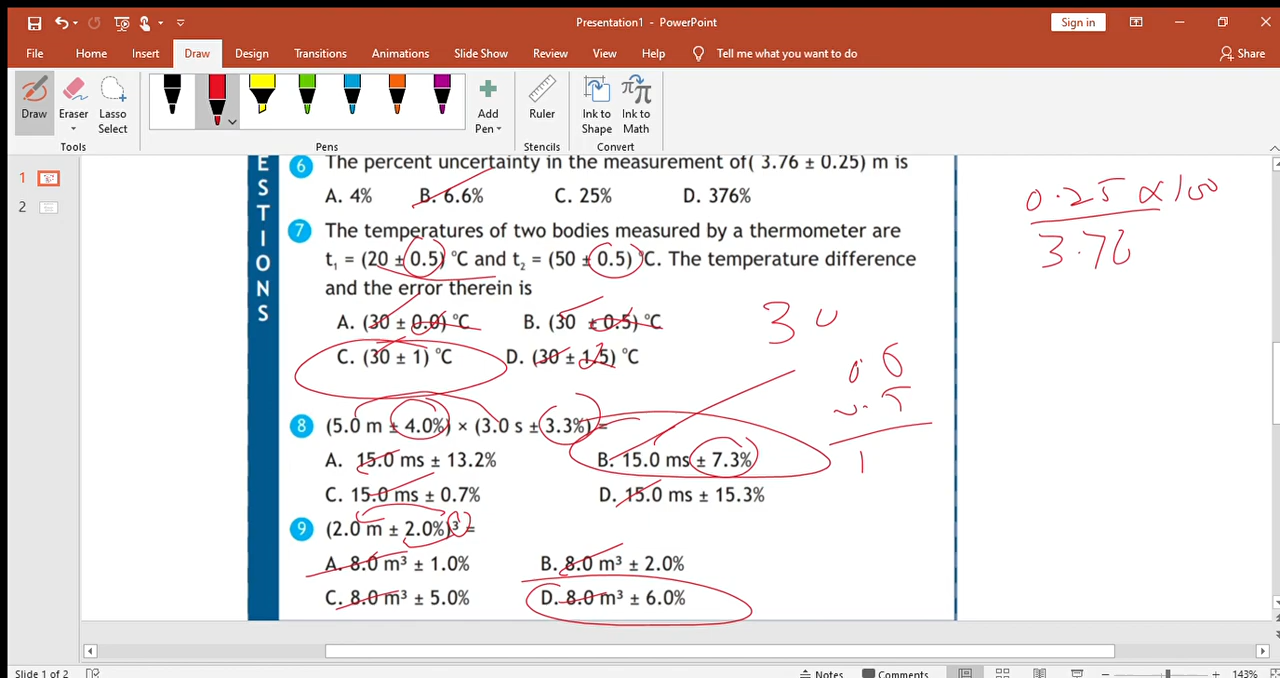 Presentation1 - PowerPoint
Sign in
File Home Insert Draw Design Transitions Animations Slide Show Review View Help Tell me what you want to do Share
Draw Eraser Lasso Select
Add Pen
Ruler
Ink to Shape
Ink to Math
Tools Pens Stencils Convert
1
2
ESTIONS
6 The percent uncertainty in the measurement of( 3.76 ± 0.25) m is
A. 4% B. 6.6% C. 25% D. 376%
7 The temperatures of two bodies measured by a thermometer are
t₁ = (20 ± 0.5) °C and t₂ = (50 ± 0.5) °C. The temperature difference
and the error therein is
A. (30 ± 0.0) °C B. (30 ± 0.5) °C
C. (30 ± 1) °C D. (30 ± 1.5) °C
8 (5.0 m ± 4.0%) × (3.0 s ± 3.3%) =
A. 15.0 ms ± 13.2% B. 15.0 ms ± 7.3%
C. 15.0 ms ± 0.7% D. 15.0 ms ± 15.3%
9 (2.0 m ± 2.0%)³ =
A. 8.0 m³ ± 1.0% B. 8.0 m³ ± 2.0%
C. 8.0 m³ ± 5.0% D. 8.0 m³ ± 6.0%
0.25 × 100
3.76
30
1
Slide 1 of 2 Notes Comments 143%